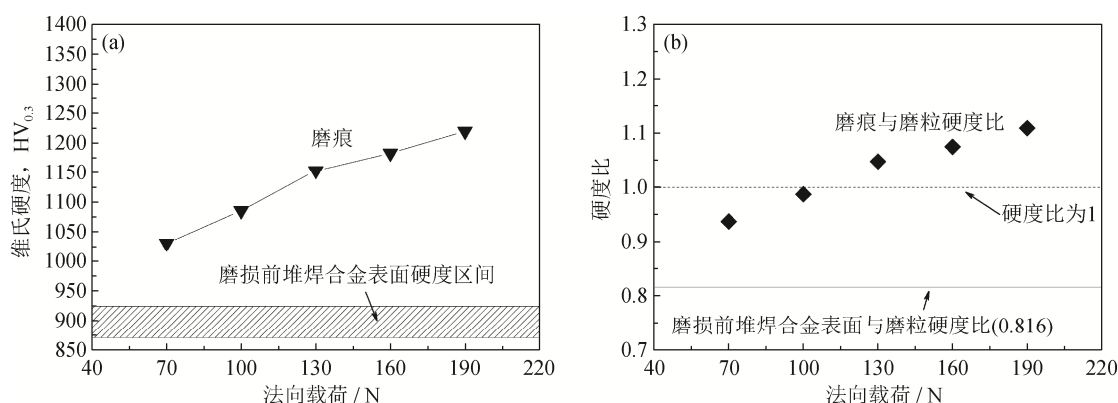 (a)
1400
1350
1300
1250
1200
1150
1100
1050
1000
950
900
850
维氏硬度，HV0.3
磨痕
磨损前堆焊合金表面硬度区间
40 70 100 130 160 190 220
法向载荷 / N
(b)
1.3
1.2
1.1
1.0
0.9
0.8
0.7
硬度比
磨痕与磨粒硬度比
硬度比为1
磨损前堆焊合金表面与磨粒硬度比(0.816)
40 70 100 130 160 190 220
法向载荷 / N